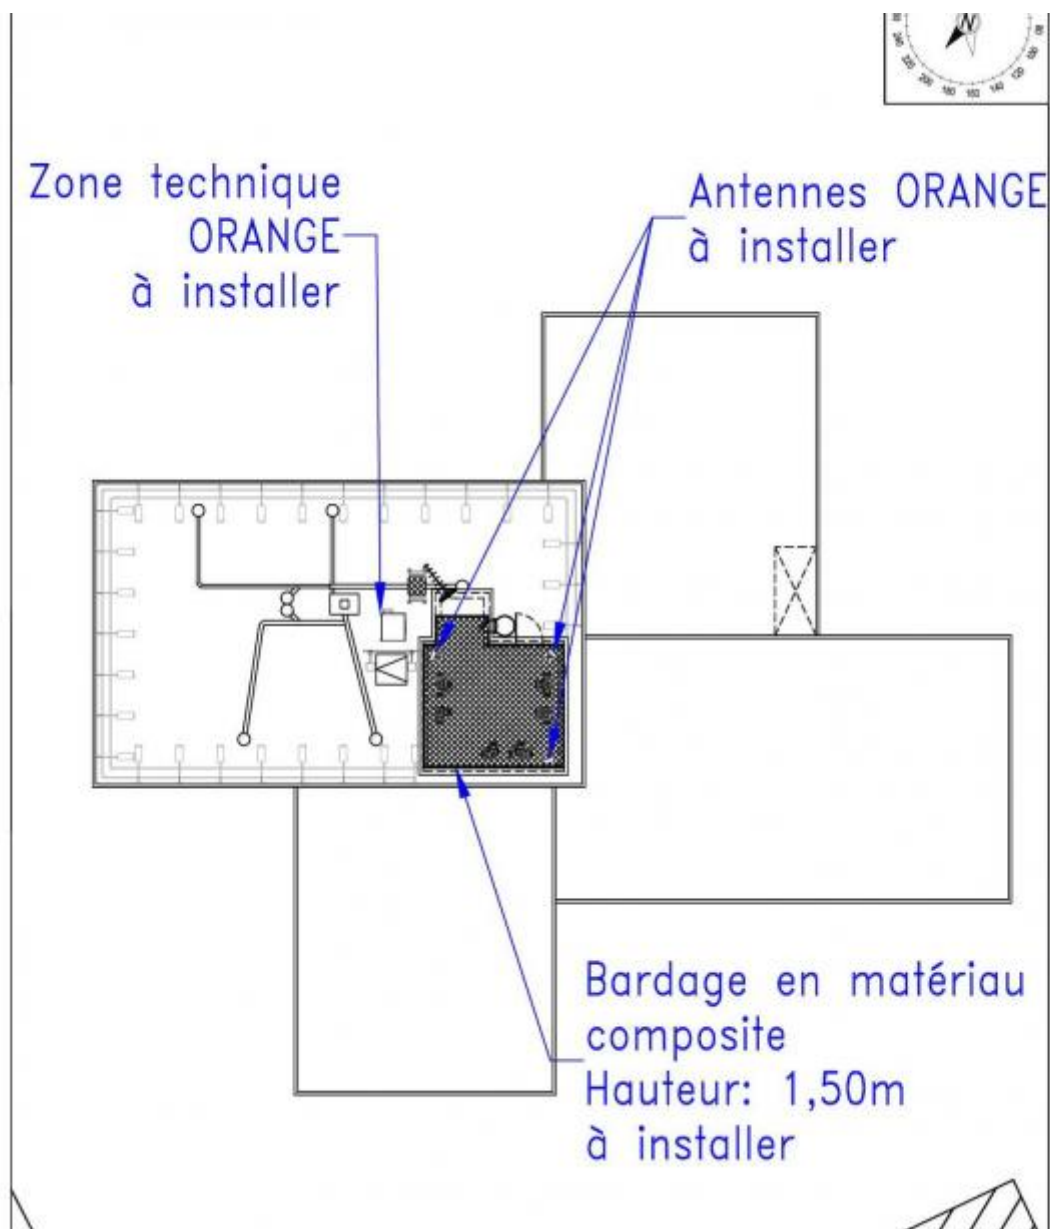 N
Zone technique
ORANGE
à installer
Antennes ORANGE
à installer
Bardage en matériau
composite
Hauteur: 1,50m
à installer